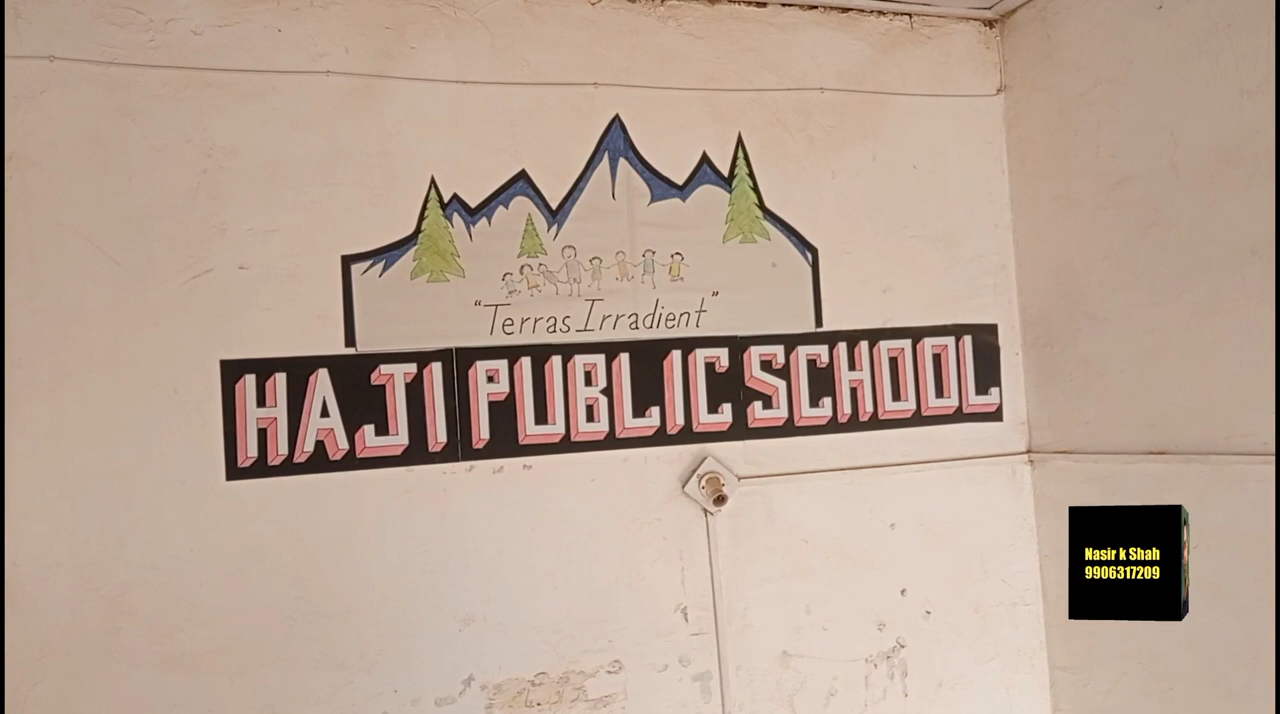 "Terras Irradient"
HAJI PUBLIC SCHOOL
Nasir k Shah
9906317209